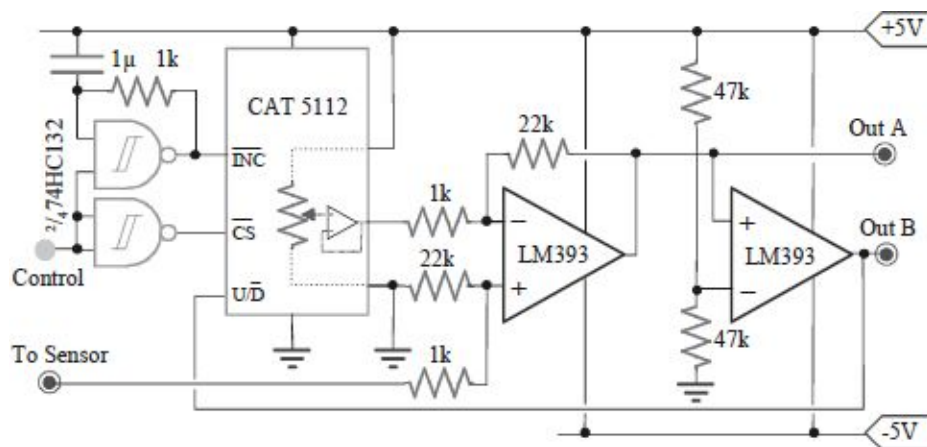 +5V
1μ
1k
CAT 5112
47k
22k
Out A
2/4 74HC132
INC
1k
−
+
Out B
CS
LM393
LM393
Control
22k
+
−
U/D
47k
To Sensor
1k
-5V